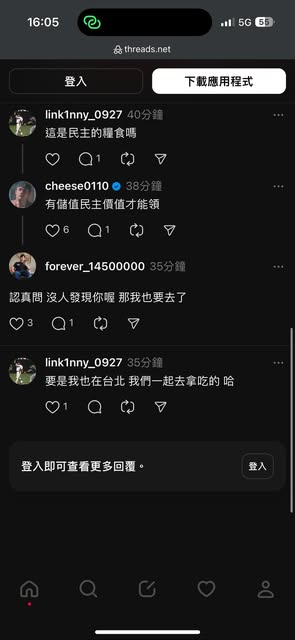 16:05
5G 55
threads.net
登入
下載應用程式
link1nny_0927 40分鐘
這是民主的糧食嗎
1
cheese0110 38分鐘
有儲值民主價值才能領
6 1
forever_14500000 35分鐘
認真問 沒人發現你喔 那我也要去了
3 1
link1nny_0927 35分鐘
要是我也在台北 我們一起去拿吃的 哈
1
登入即可查看更多回覆。
登入